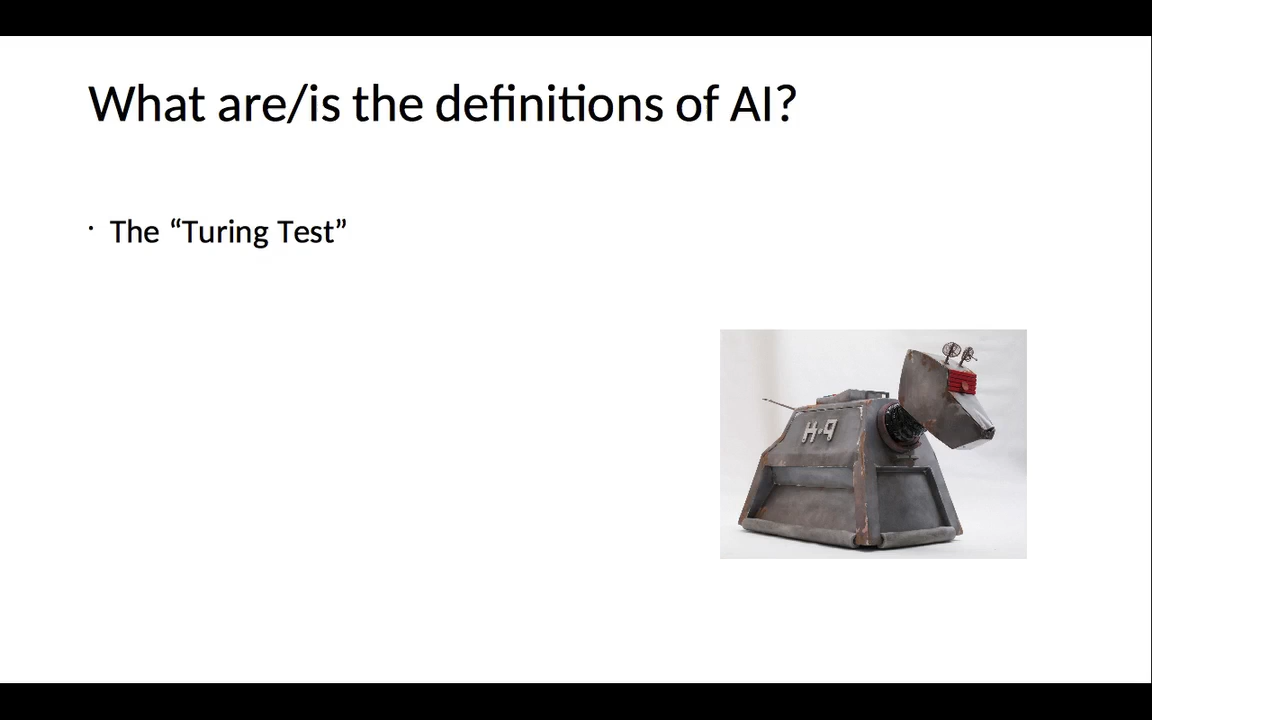 What are/is the definitions of AI?
· The “Turing Test”
K-9